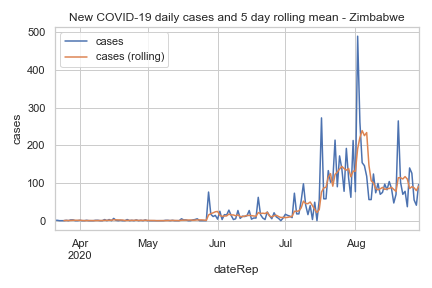 New COVID-19 daily cases and 5 day rolling mean - Zimbabwe
500
400
300
200
100
0
cases
cases
cases (rolling)
Apr
2020
May
Jun
Jul
Aug
dateRep